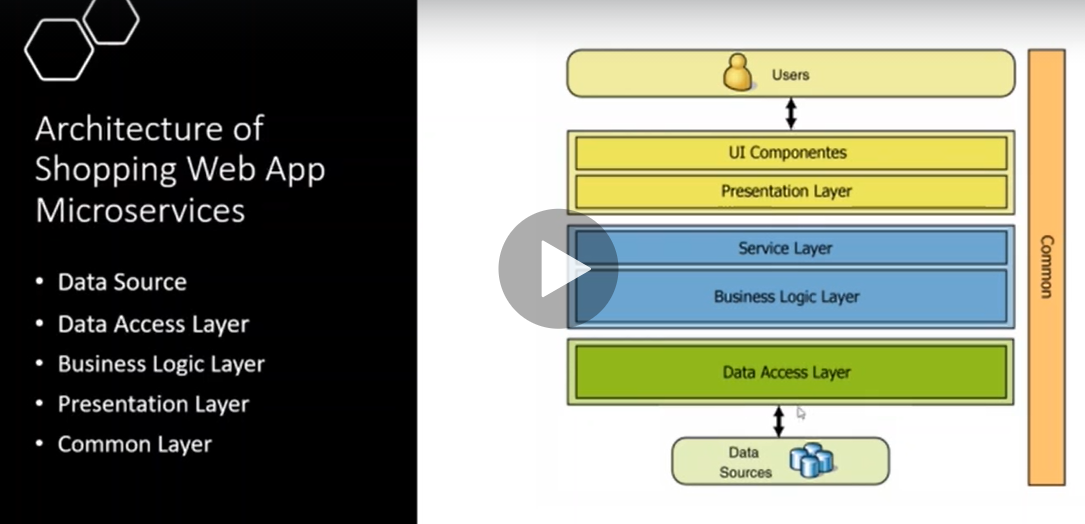 Architecture of
Shopping Web App
Microservices
• Data Source
• Data Access Layer
• Business Logic Layer
• Presentation Layer
• Common Layer
Users
UI Componentes
Presentation Layer
Service Layer
Business Logic Layer
Data Access Layer
Data
Sources
Common